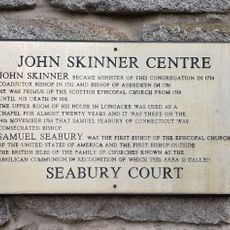 JOHN SKINNER CENTRE
JOHN SKINNER BECAME MINISTER OF THIS CONGREGATION IN 1774
COADJUTOR BISHOP IN 1782 AND BISHOP OF ABERDEEN IN 1786
HE WAS PRIMUS OF THE SCOTTISH EPISCOPAL CHURCH FROM 1788
UNTIL HIS DEATH IN 1816
THE UPPER ROOM OF HIS HOUSE IN LONGACRE WAS USED AS A
CHAPEL FOR ALMOST TWENTY YEARS AND IT WAS THERE ON THE
14th NOVEMBER 1784 THAT SAMUEL SEABURY OF CONNECTICUT WAS
CONSECRATED BISHOP
SAMUEL SEABURY WAS THE FIRST BISHOP OF THE EPISCOPAL CHURCH
OF THE UNITED STATES OF AMERICA AND THE FIRST BISHOP OUTSIDE
THE BRITISH ISLES OF THE FAMILY OF CHURCHES KNOWN AS THE
ANGLICAN COMMUNION IN RECOGNITION OF WHICH THIS AREA IS CALLED
SEABURY COURT